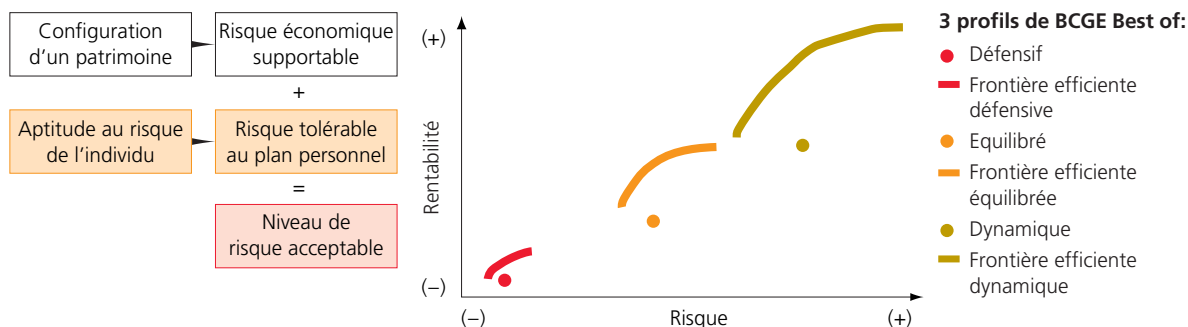 Configuration
d'un patrimoine
Risque économique
supportable
+
Aptitude au risque
de l'individu
Risque tolérable
au plan personnel
=
Niveau de
risque acceptable
(+)
Rentabilité
(–)
(–)
Risque
(+)
3 profils de BCGE Best of:
Défensif
Frontière efficiente
défensive
Equilibré
Frontière efficiente
équilibrée
Dynamique
Frontière efficiente
dynamique